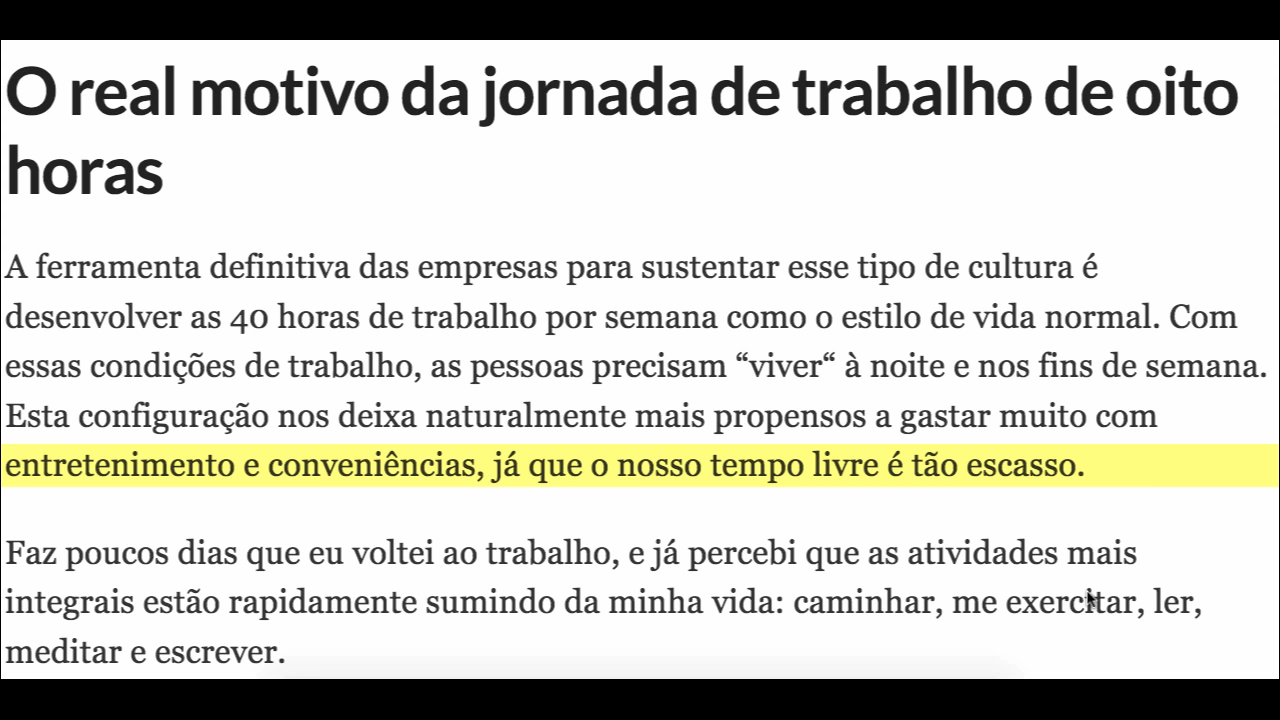 O real motivo da jornada de trabalho de oito
horas
A ferramenta definitiva das empresas para sustentar esse tipo de cultura é
desenvolver as 40 horas de trabalho por semana como o estilo de vida normal. Com
essas condições de trabalho, as pessoas precisam “viver“ à noite e nos fins de semana.
Esta configuração nos deixa naturalmente mais propensos a gastar muito com
entretenimento e conveniências, já que o nosso tempo livre é tão escasso.
Faz poucos dias que eu voltei ao trabalho, e já percebi que as atividades mais
integrais estão rapidamente sumindo da minha vida: caminhar, me exercitar, ler,
meditar e escrever.